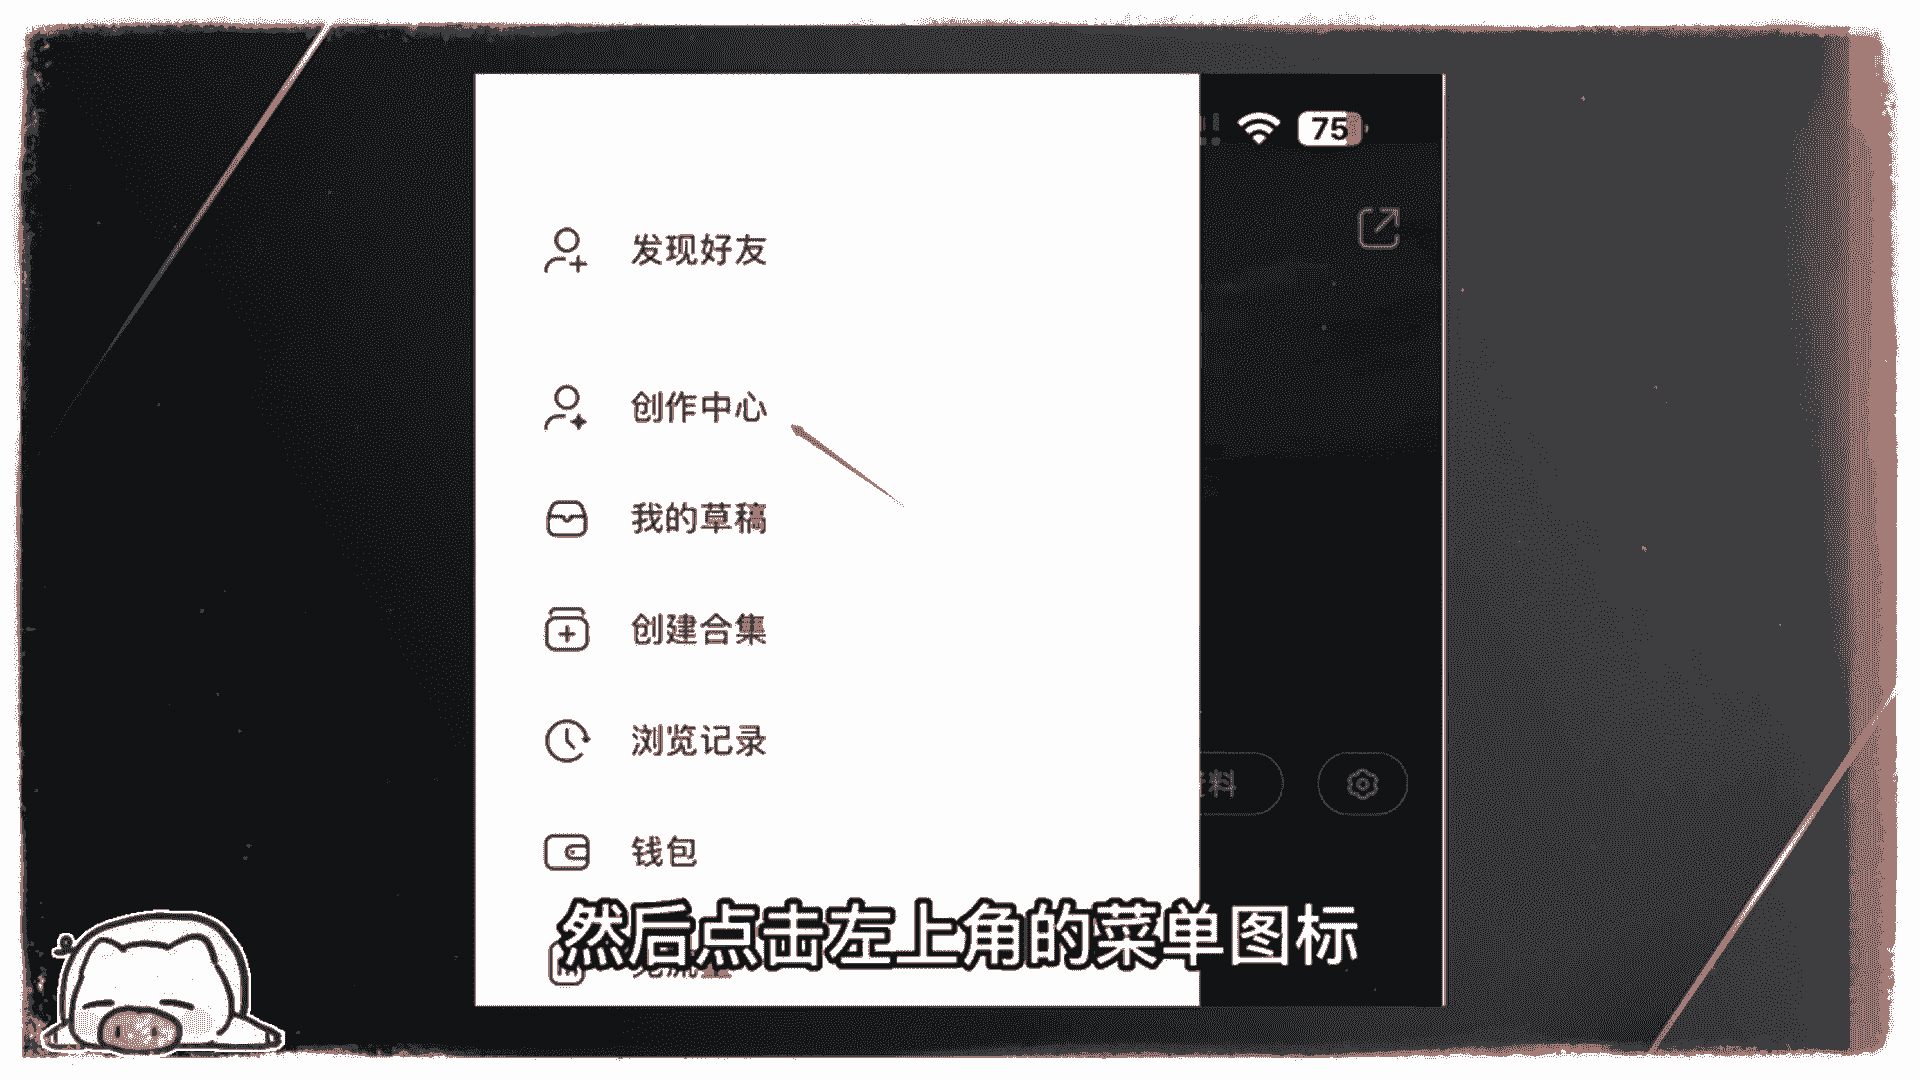 75
发现好友
创作中心
我的草稿
创建合集
浏览记录
料
钱包
然后点击左上角的菜单图标